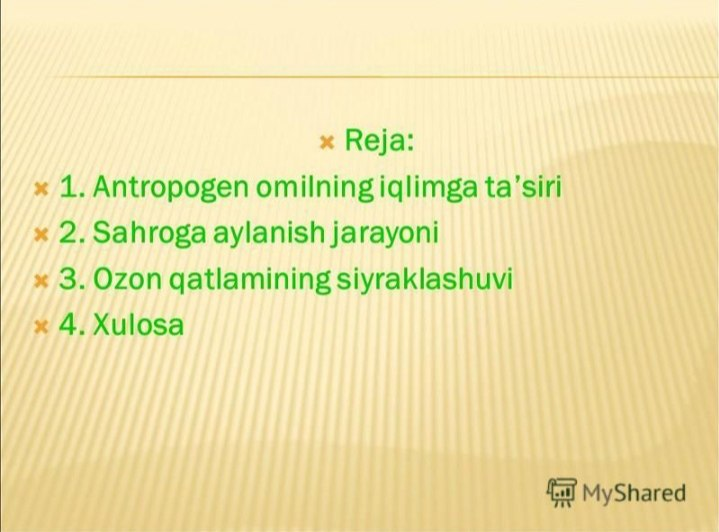 Reja:
1. Antropogen omilning iqlimga ta’siri
2. Sahroga aylanish jarayoni
3. Ozon qatlamining siyraklashuvi
4. Xulosa
MyShared